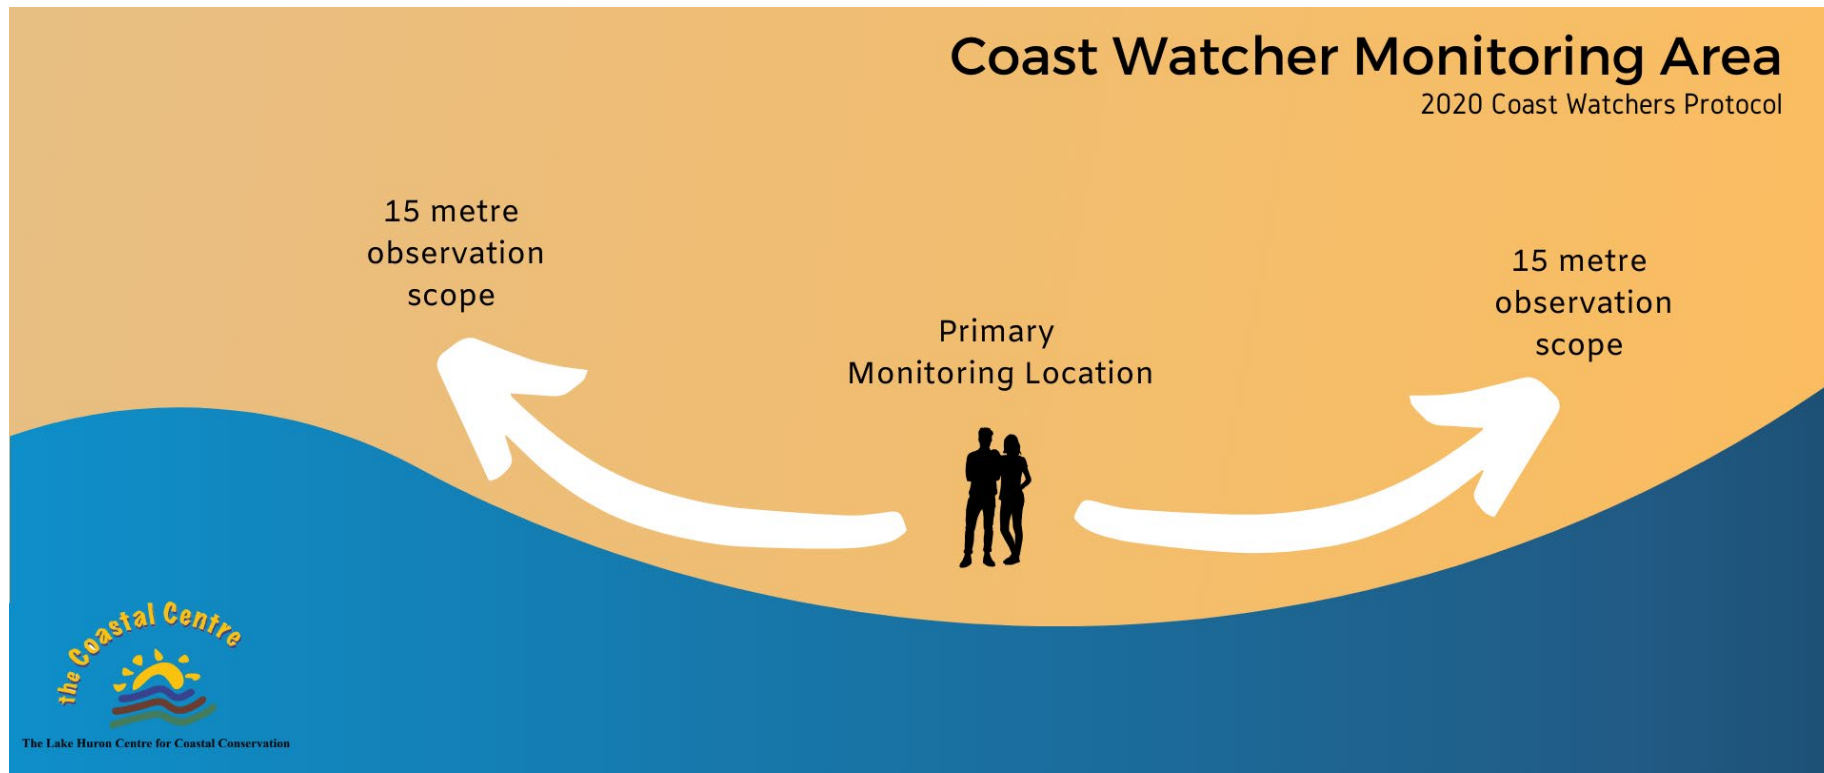 Coast Watcher Monitoring Area
2020 Coast Watchers Protocol
15 metre
observation
scope
15 metre
observation
scope
Primary
Monitoring Location
the Coastal Centre
The Lake Huron Centre for Coastal Conservation